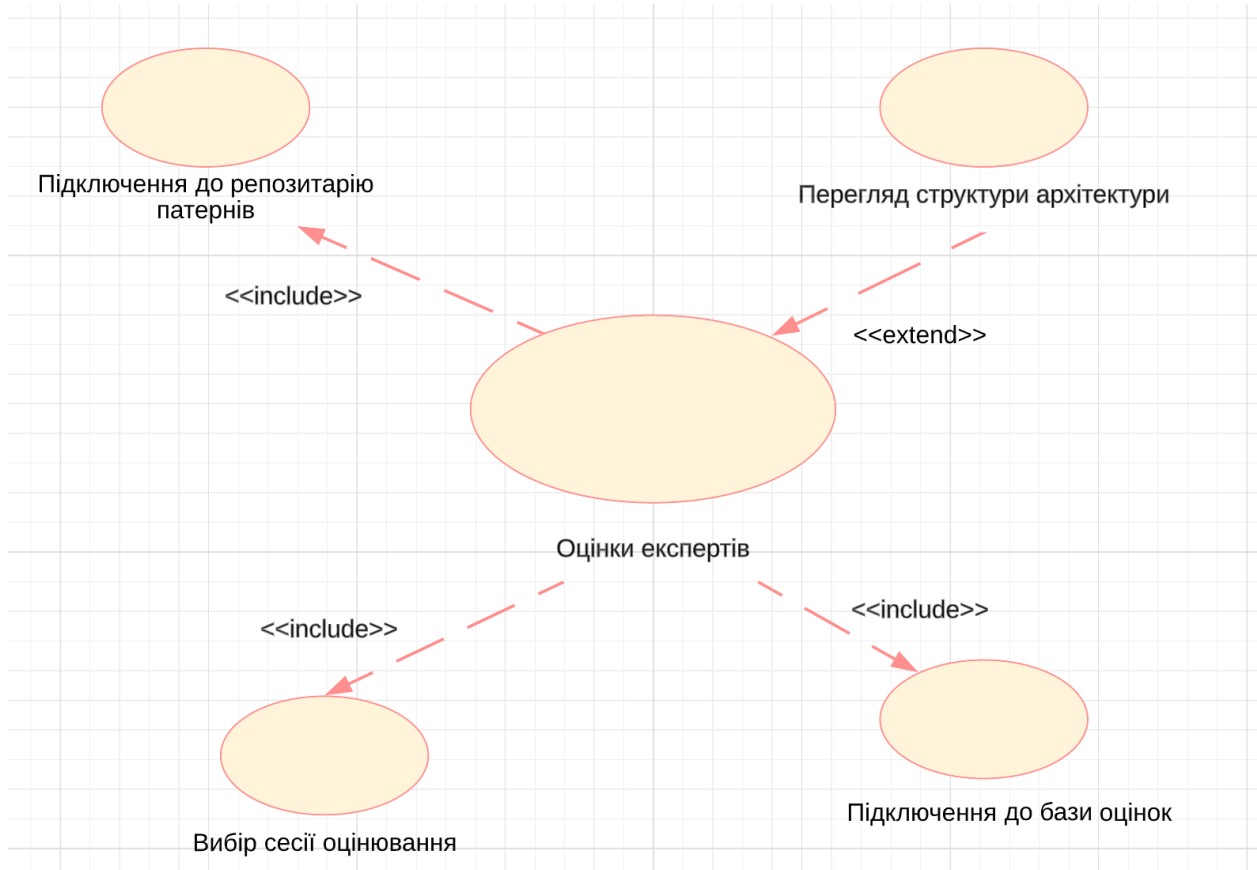 Підключення до репозитарію
патернів
Перегляд структури архітектури
<<include>>
<<extend>>
Оцінки експертів
<<include>>
<<include>>
Вибір сесії оцінювання
Підключення до бази оцінок